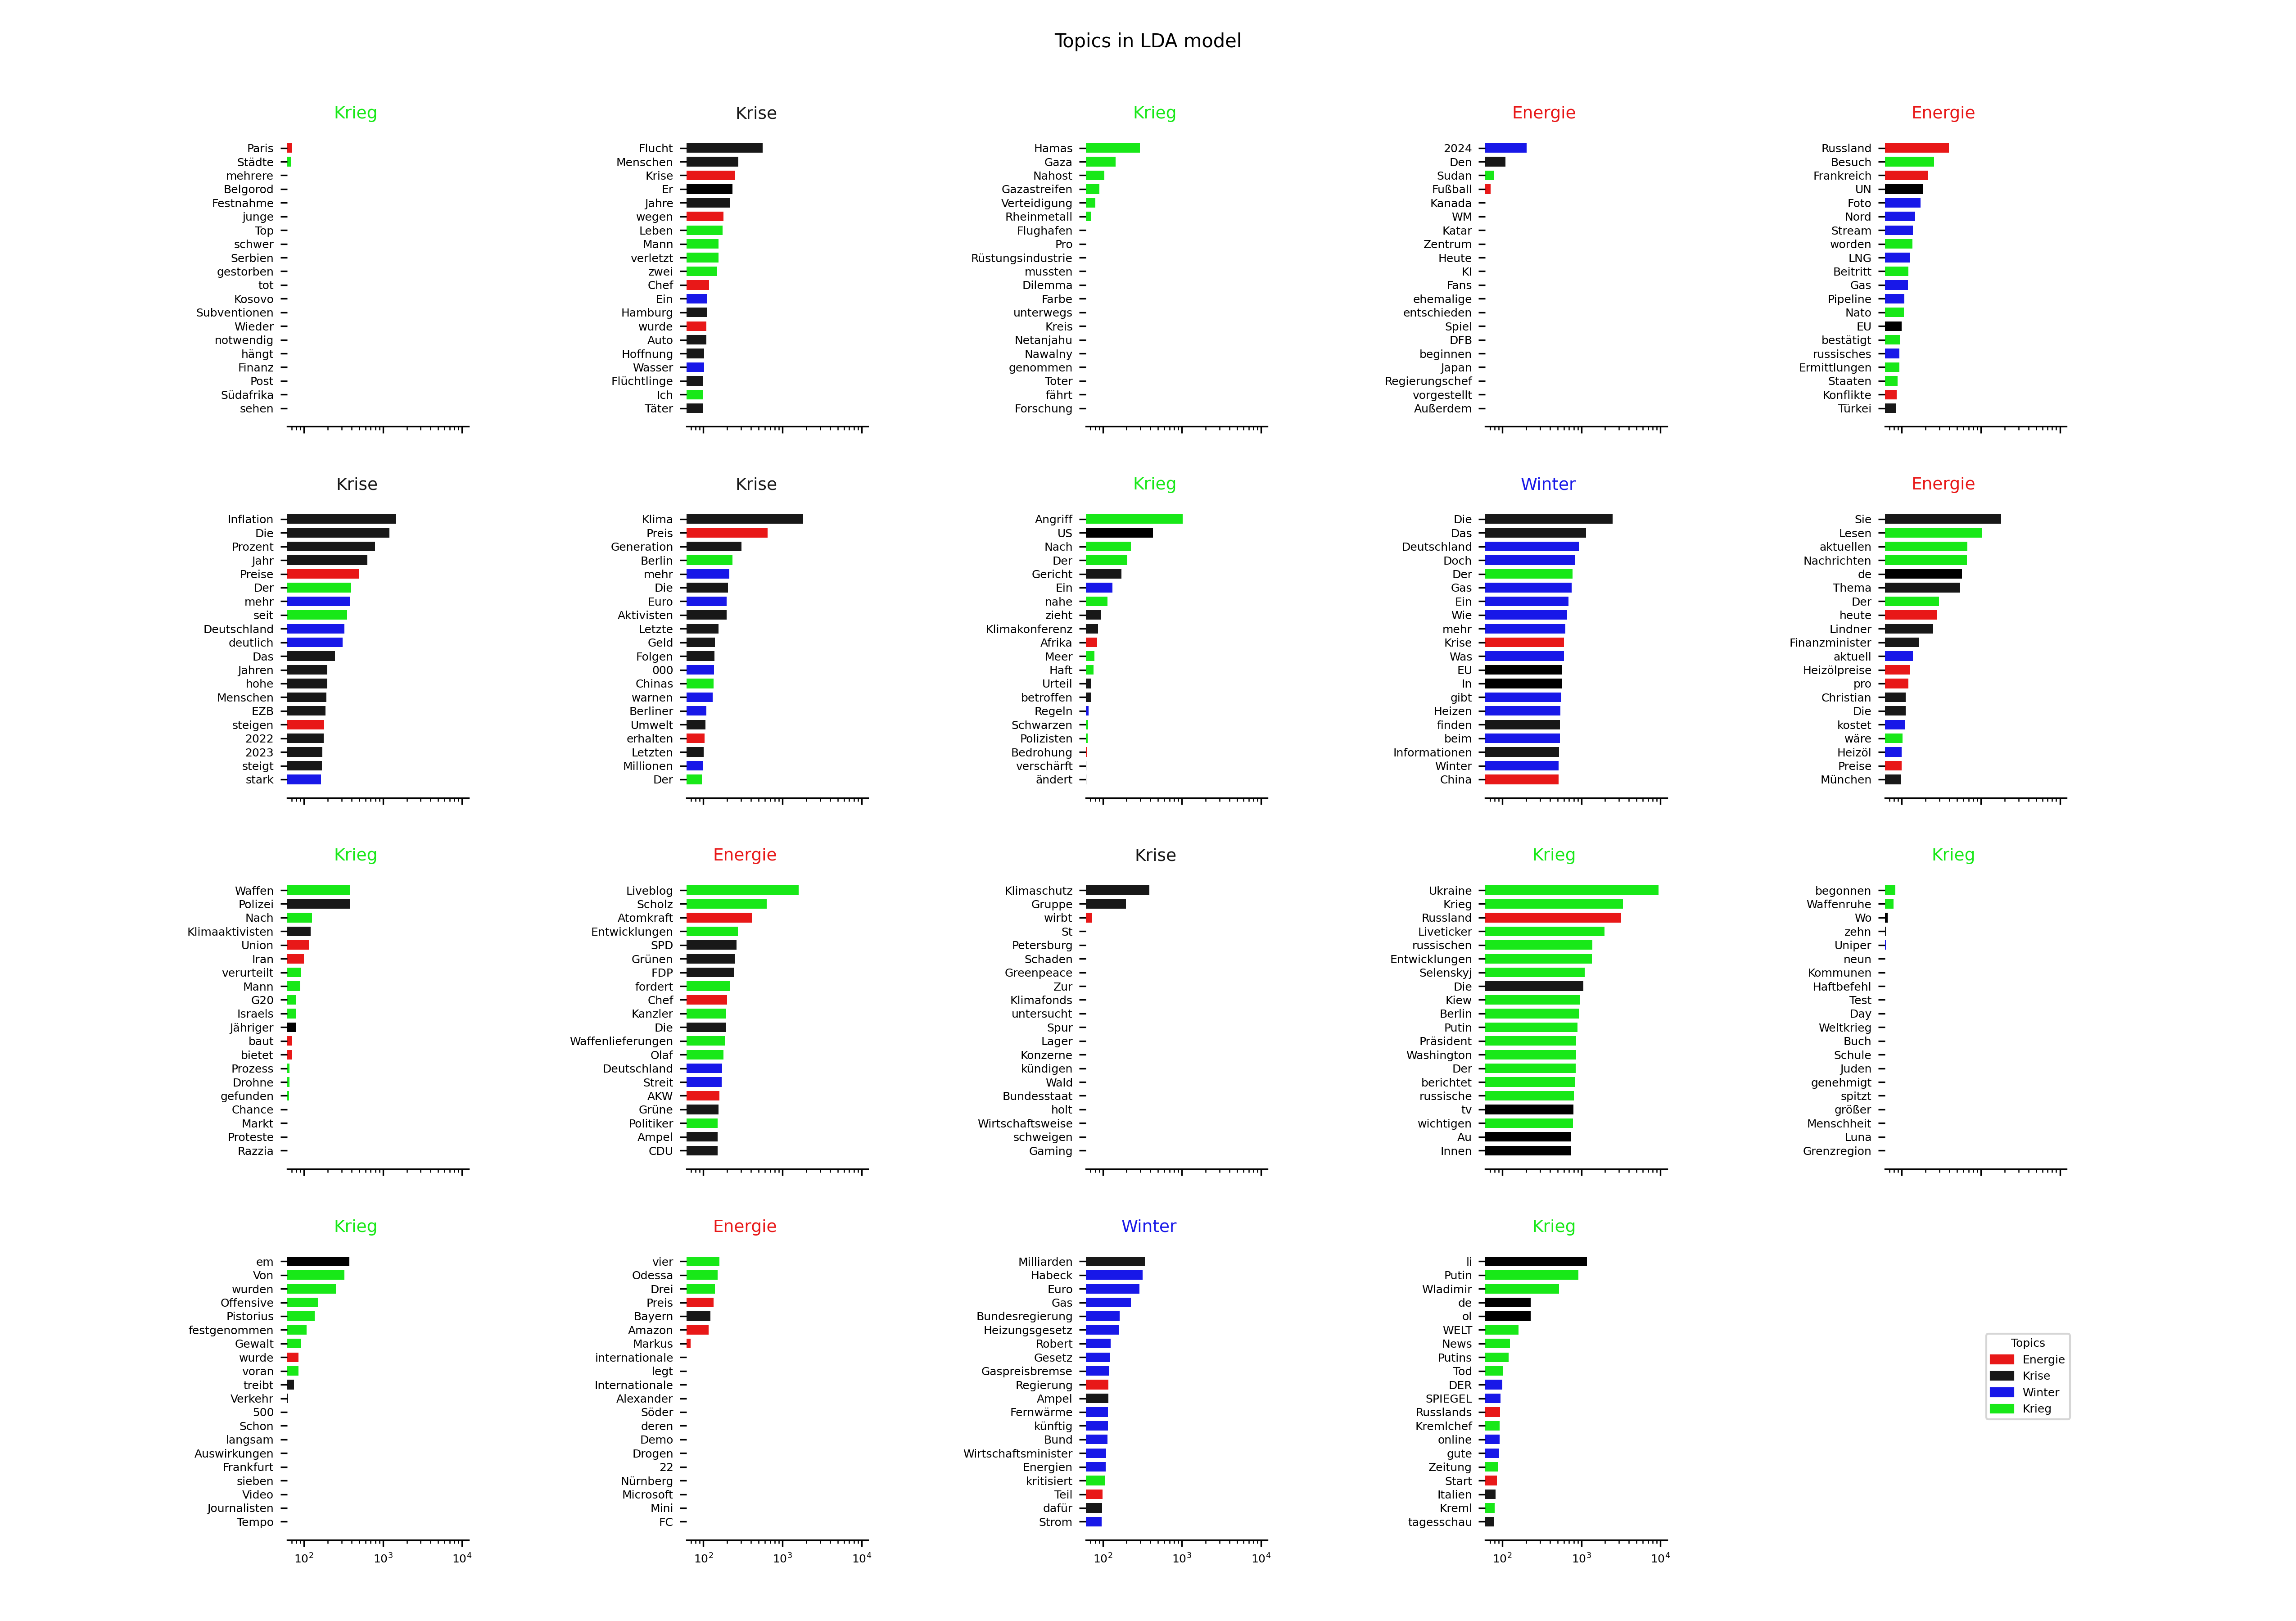 Topics in LDA model
Krieg
Paris
Städte
mehrere
Belgorod
Festnahme
junge
Top
schwer
Serbien
gestorben
tot
Kosovo
Subventionen
Wieder
notwendig
hängt
Finanz
Post
Südafrika
sehen
Krise
Flucht
Menschen
Krise
Er
Jahre
wegen
Leben
Mann
verletzt
zwei
Chef
Ein
Hamburg
wurde
Auto
Hoffnung
Wasser
Flüchtlinge
Ich
Täter
Krieg
Hamas
Gaza
Nahost
Gazastreifen
Verteidigung
Rheinmetall
Flughafen
Pro
Rüstungsindustrie
mussten
Dilemma
Farbe
unterwegs
Kreis
Netanjahu
Nawalny
genommen
Toter
fährt
Forschung
Energie
2024
Den
Sudan
Fußball
Kanada
WM
Katar
Zentrum
Heute
KI
Fans
ehemalige
entschieden
Spiel
DFB
beginnen
Japan
Regierungschef
vorgestellt
Außerdem
Energie
Russland
Besuch
Frankreich
UN
Foto
Nord
Stream
worden
LNG
Beitritt
Gas
Pipeline
Nato
EU
bestätigt
russisches
Ermittlungen
Staaten
Konflikte
Türkei
Krise
Inflation
Die
Prozent
Jahr
Preise
Der
mehr
seit
Deutschland
deutlich
Das
Jahren
hohe
Menschen
EZB
steigen
2022
2023
steigt
stark
Krise
Klima
Preis
Generation
Berlin
mehr
Die
Euro
Aktivisten
Letzte
Geld
Folgen
000
Chinas
warnen
Berliner
Umwelt
erhalten
Letzten
Millionen
Der
Krieg
Angriff
US
Nach
Der
Gericht
Ein
nahe
zieht
Klimakonferenz
Afrika
Meer
Haft
Urteil
betroffen
Regeln
Schwarzen
Polizisten
Bedrohung
verschärft
ändert
Winter
Die
Das
Deutschland
Doch
Der
Gas
Ein
Wie
mehr
Krise
Was
EU
In
gibt
Heizen
finden
beim
Informationen
Winter
China
Energie
Sie
Lesen
aktuellen
Nachrichten
de
Thema
Der
heute
Lindner
Finanzminister
aktuell
Heizölpreise
pro
Christian
Die
kostet
wäre
Heizöl
Preise
München
Krieg
Waffen
Polizei
Nach
Klimaaktivisten
Union
Iran
verurteilt
Mann
G20
Israels
Jähriger
baut
bietet
Prozess
Drohne
gefunden
Chance
Markt
Proteste
Razzia
Energie
Liveblog
Scholz
Atomkraft
Entwicklungen
SPD
Grünen
FDP
fordert
Chef
Kanzler
Die
Waffenlieferungen
Olaf
Deutschland
Streit
AKW
Grüne
Politiker
Ampel
CDU
Krise
Klimaschutz
Gruppe
wirbt
St
Petersburg
Schaden
Greenpeace
Zur
Klimafonds
untersucht
Spur
Lager
Konzerne
kündigen
Wald
Bundesstaat
holt
Wirtschaftsweise
schweigen
Gaming
Krieg
Ukraine
Krieg
Russland
Liveticker
russischen
Entwicklungen
Selenskyj
Die
Kiew
Berlin
Putin
Präsident
Washington
Der
berichtet
russische
tv
wichtigen
Au
Innen
Krieg
begonnen
Waffenruhe
Wo
zehn
Uniper
neun
Kommunen
Haftbefehl
Test
Day
Weltkrieg
Buch
Schule
Juden
genehmigt
spitzt
größer
Menschheit
Luna
Grenzregion
Krieg
em
Von
wurden
Offensive
Pistorius
festgenommen
Gewalt
wurde
voran
treibt
Verkehr
500
Schon
langsam
Auswirkungen
Frankfurt
sieben
Video
Journalisten
Tempo
10² 10³ 10⁴
Energie
vier
Odessa
Drei
Preis
Bayern
Amazon
Markus
internationale
legt
Internationale
Alexander
Söder
deren
Demo
Drogen
22
Nürnberg
Microsoft
Mini
FC
10² 10³ 10⁴
Winter
Milliarden
Habeck
Euro
Gas
Bundesregierung
Heizungsgesetz
Robert
Gesetz
Gaspreisbremse
Regierung
Ampel
Fernwärme
künftig
Bund
Wirtschaftsminister
Energien
kritisiert
Teil
dafür
Strom
10² 10³ 10⁴
Krieg
li
Putin
Wladimir
de
ol
WELT
News
Putins
Tod
DER
SPIEGEL
Russlands
Kremlchef
online
gute
Zeitung
Start
Italien
Kreml
tagesschau
10² 10³ 10⁴
Topics
Energie
Krise
Winter
Krieg